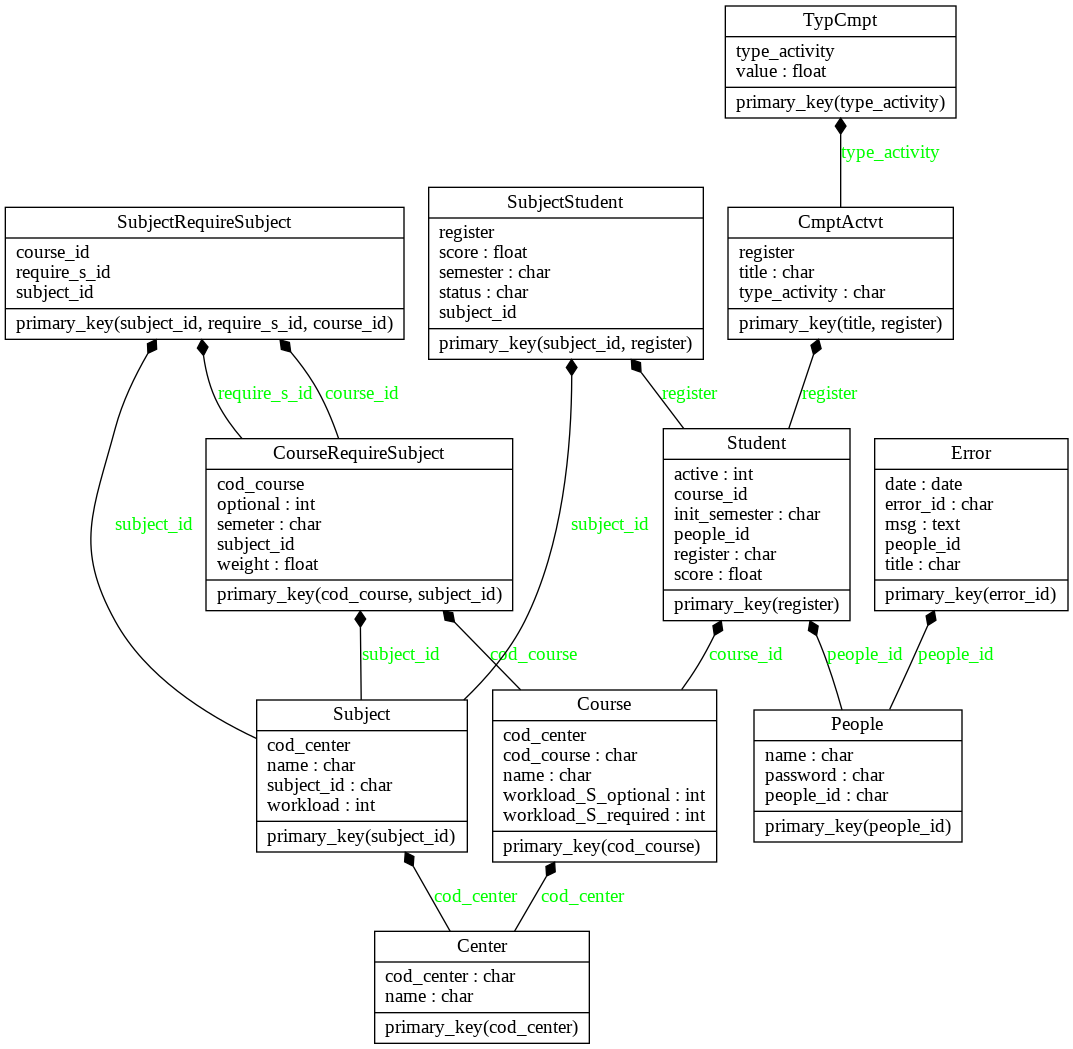 TypCmpt
type_activity
value : float
primary_key(type_activity)
type_activity
SubjectRequireSubject
course_id
require_s_id
subject_id
primary_key(subject_id, require_s_id, course_id)
SubjectStudent
register
score : float
semester : char
status : char
subject_id
primary_key(subject_id, register)
CmptActvt
register
title : char
type_activity : char
primary_key(title, register)
require_s_id
course_id
register
register
subject_id
subject_id
CourseRequireSubject
cod_course
optional : int
semeter : char
subject_id
weight : float
primary_key(cod_course, subject_id)
Student
active : int
course_id
init_semester : char
people_id
register : char
score : float
primary_key(register)
Error
date : date
error_id : char
msg : text
people_id
title : char
primary_key(error_id)
subject_id
cod_course
course_id
people_id
people_id
Subject
cod_center
name : char
subject_id : char
workload : int
primary_key(subject_id)
Course
cod_center
cod_course : char
name : char
workload_S_optional : int
workload_S_required : int
primary_key(cod_course)
People
name : char
password : char
people_id : char
primary_key(people_id)
cod_center
cod_center
Center
cod_center : char
name : char
primary_key(cod_center)